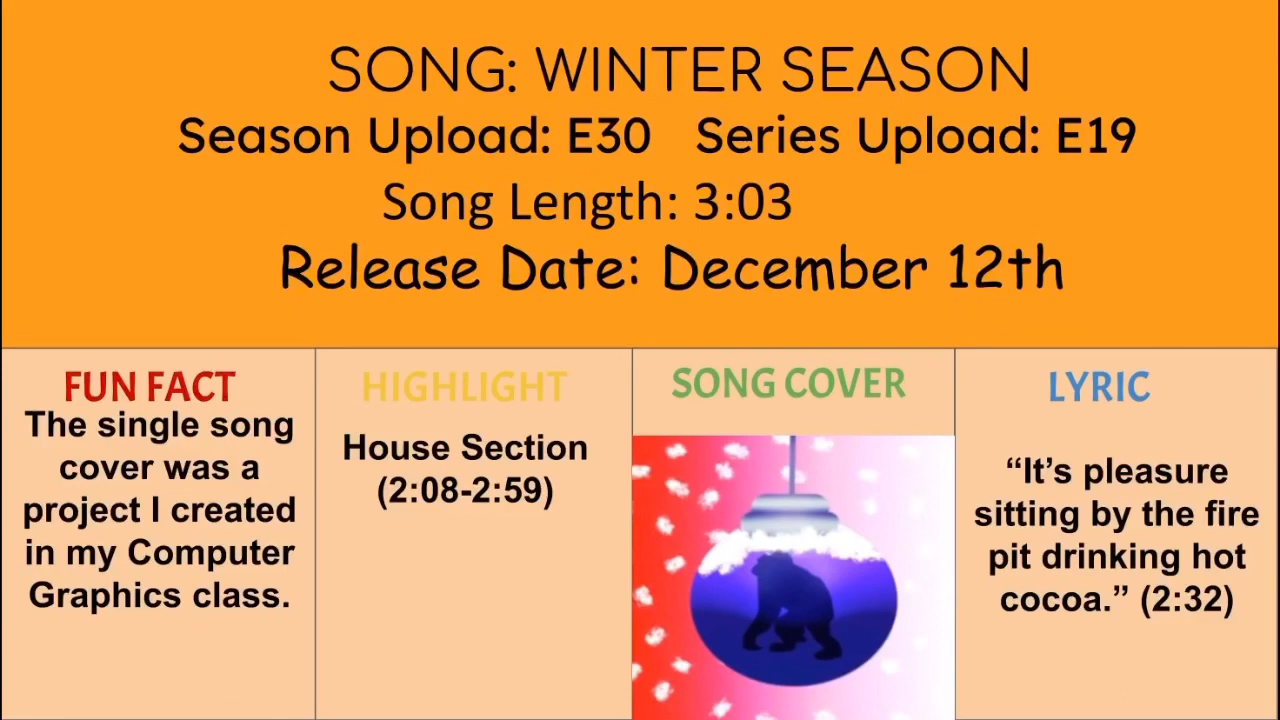 SONG: WINTER SEASON
Season Upload: E30 Series Upload: E19
Song Length: 3:03
Release Date: December 12th
FUN FACT
The single song
cover was a
project I created
in my Computer
Graphics class.
HIGHLIGHT
House Section
(2:08-2:59)
SONG COVER
LYRIC
“It’s pleasure
sitting by the fire
pit drinking hot
cocoa.” (2:32)